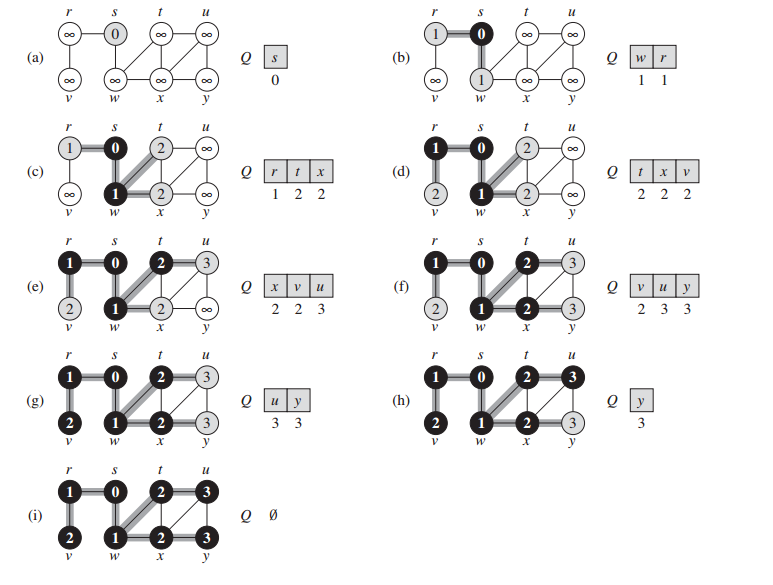 r s t u r s t u
∞ 0 ∞ ∞ 1 0 ∞ ∞
(a) Q s (b) Q w r
∞ ∞ ∞ ∞ 0 ∞ 1 ∞ ∞ 1 1
v w x y v w x y
r s t u r s t u
1 0 2 ∞ 1 0 2 ∞
(c) Q r t x (d) Q t x v
∞ 1 2 ∞ 1 2 2 2 1 2 ∞ 2 2 2
v w x y v w x y
r s t u r s t u
1 0 2 3 1 0 2 3
(e) Q x v u (f) Q v u y
2 1 2 ∞ 2 2 3 2 1 2 3 2 3 3
v w x y v w x y
r s t u r s t u
1 0 2 3 1 0 2 3
(g) Q u y (h) Q y
2 1 2 3 3 3 2 1 2 3 3
v w x y v w x y
r s t u
1 0 2 3
(i) Q ∅
2 1 2 3
v w x y